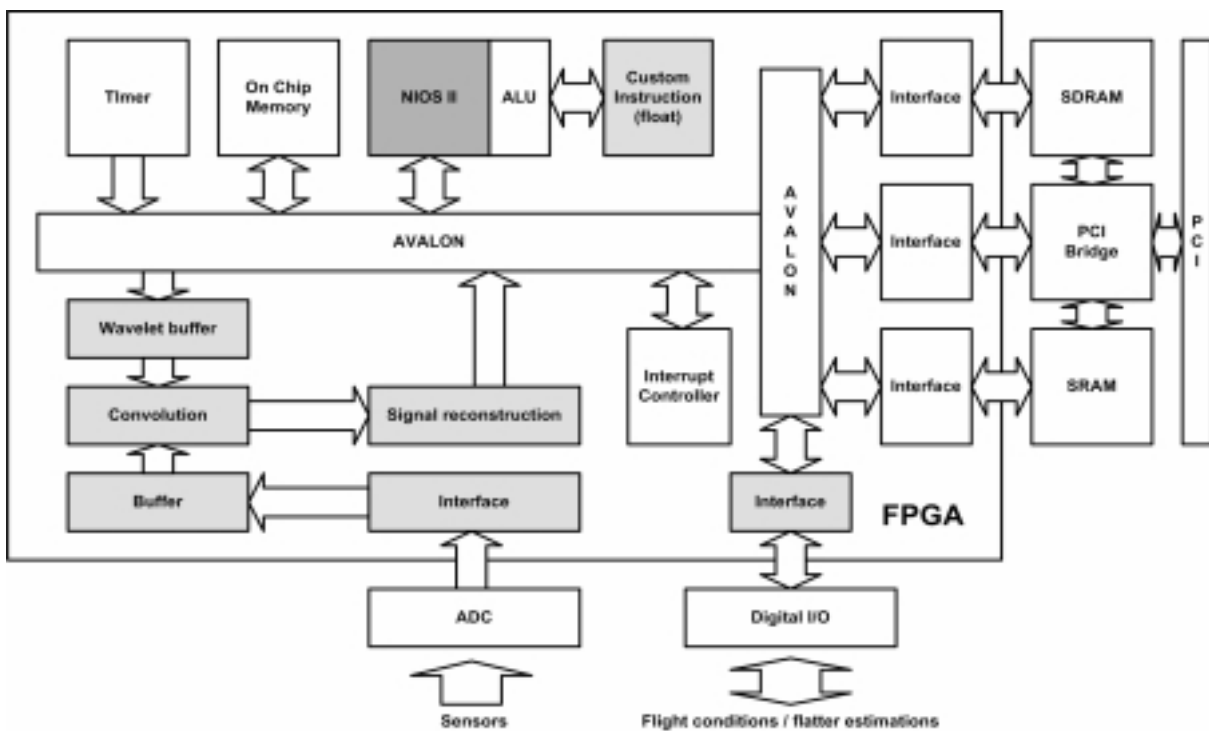 TImer
On Chip
Memory
NIOS II
ALU
Custom
Instruction
(float)
Interface
SDRAM
AVALON
A
V
A
L
O
N
Interface
PCI
Bridge
P
C
I
Wavelet buffer
Interrupt
Controller
Interface
SRAM
Convolution
Signal reconstruction
Buffer
Interface
Interface
FPGA
ADC
Digital I/O
Sensors
Flight conditions / flatter estimations